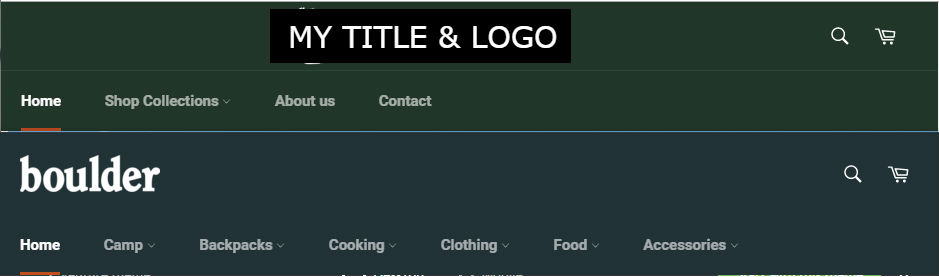 MY TITLE & LOGO
Home Shop Collections About us Contact
boulder
Home Camp Backpacks Cooking Clothing Food Accessories